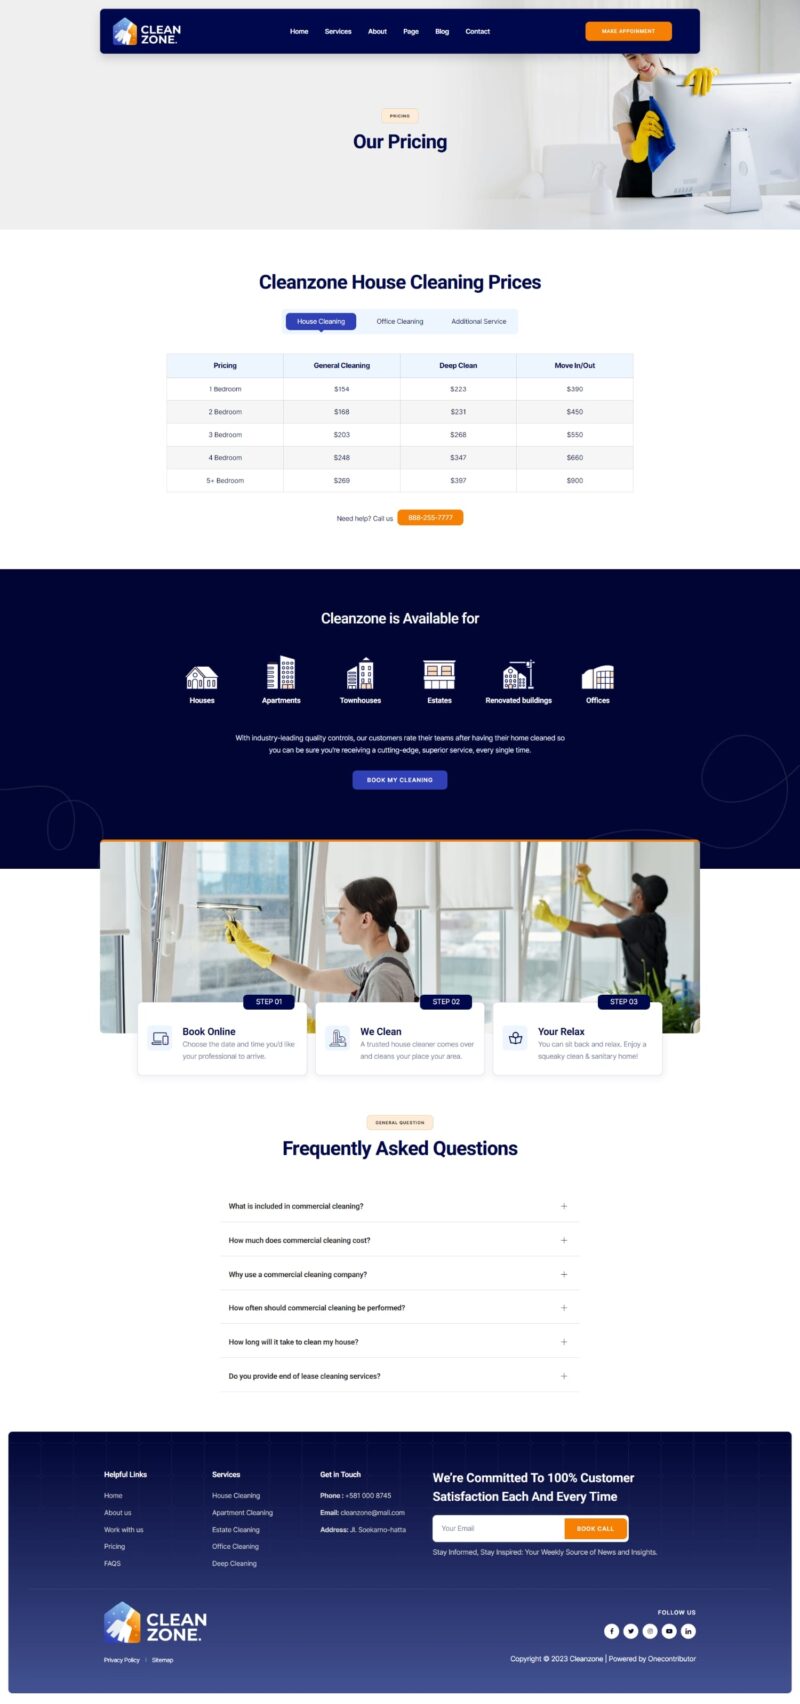 CLEAN
ZONE.
Home Services About Page Blog Contact
MAKE APPOINMENT
PRICING
Our Pricing
Cleanzone House Cleaning Prices
House Cleaning Office Cleaning Additional Service
Pricing General Cleaning Deep Clean Move In/Out
1 Bedroom $154 $223 $390
2 Bedroom $168 $231 $450
3 Bedroom $203 $268 $550
4 Bedroom $248 $347 $660
5+ Bedroom $269 $397 $900
Need help? Call us 888-255-7777
Cleanzone is Available for
Houses Apartments Townhouses Estates Renovated buildings Offices
With industry-leading quality controls, our customers rate their teams after having their home cleaned so
you can be sure you're receiving a cutting-edge, superior service, every single time.
BOOK MY CLEANING
STEP 01
Book Online
Choose the date and time you'd like
your professional to arrive.
STEP 02
We Clean
A trusted house cleaner comes over
and cleans your place your area.
STEP 03
Your Relax
You can sit back and relax. Enjoy a
squeaky clean & sanitary home!
GENERAL QUESTION
Frequently Asked Questions
What is included in commercial cleaning?
How much does commercial cleaning cost?
Why use a commercial cleaning company?
How often should commercial cleaning be performed?
How long will it take to clean my house?
Do you provide end of lease cleaning services?
Helpful Links
Home
About us
Work with us
Pricing
FAQS
Services
House Cleaning
Apartment Cleaning
Estate Cleaning
Office Cleaning
Deep Cleaning
Get in Touch
Phone : +581 000 8745
Email: cleanzone@mail.com
Address: Jl. Soekarno-hatta
We're Committed To 100% Customer
Satisfaction Each And Every Time
Your Email
BOOK CALL
Stay Informed, Stay Inspired: Your Weekly Source of News and Insights.
CLEAN
ZONE.
Privacy Policy | Sitemap
FOLLOW US
Copyright © 2023 Cleanzone | Powered by Onecontributor